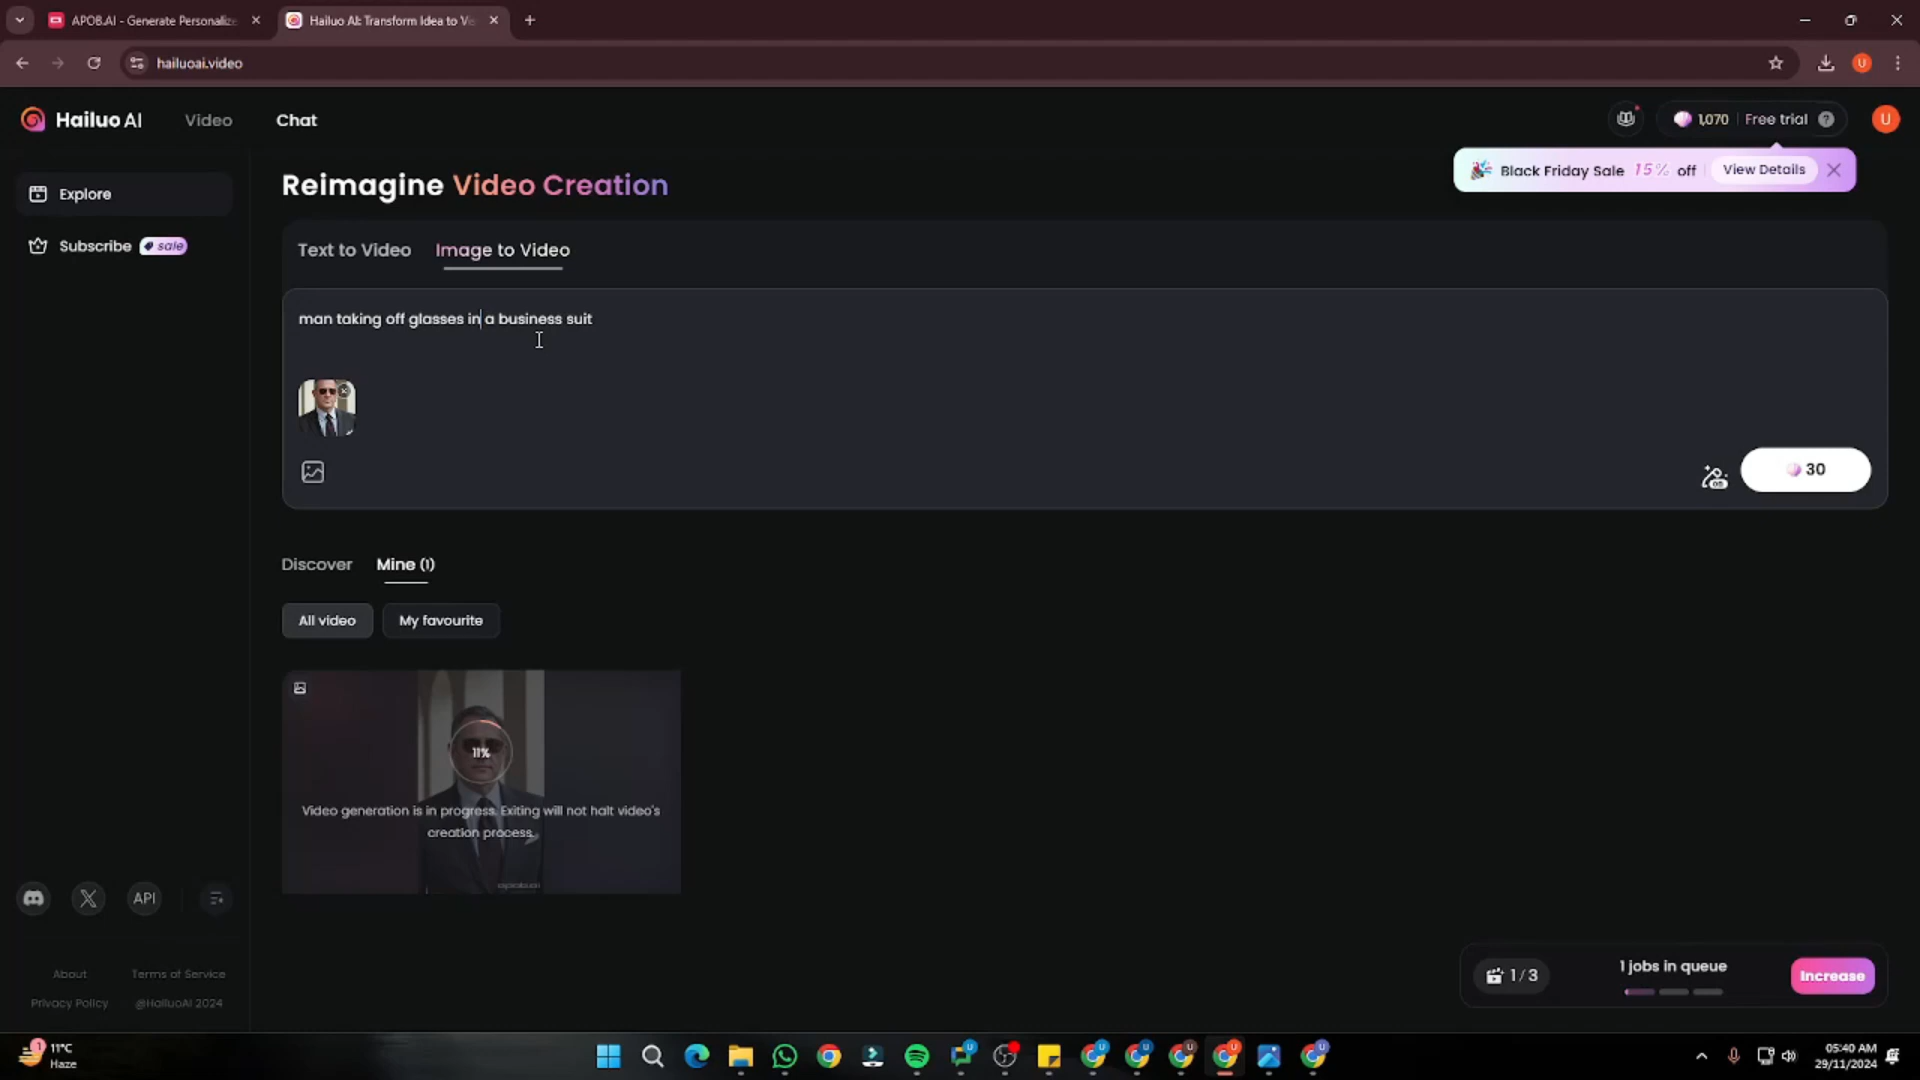 APOB.AI - Generate Personalize
Hailuo AI: Transform Idea to Vi
hailuoai.video
U
Hailuo AI
Video
Chat
1,070
Free trial
?
U
Black Friday Sale 15% off
View Details
Explore
Subscribe
sale
Reimagine Video Creation
Text to Video
Image to Video
man taking off glasses in a business suit
30
Discover
Mine (1)
All video
My favourite
11%
Video generation is in progress. Exiting will not halt video's
creation process.
API
About
Terms of Service
Privacy Policy
@HailuoAI 2024
1 / 3
1 jobs in queue
Increase
1
11°C
Haze
05:40 AM
29/11/2024